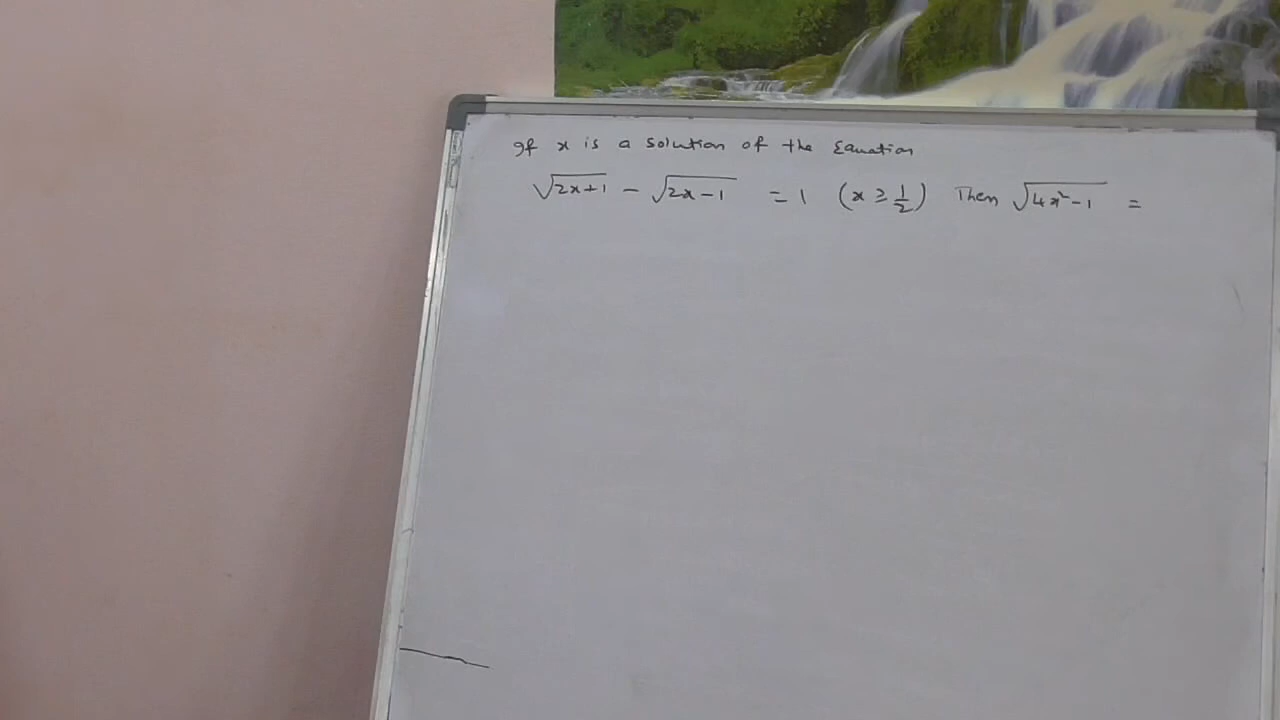 If x is a solution of the Equation
√(2x+1) − √(2x−1) = 1 (x ≥ 1/2) Then √(4x²−1) =